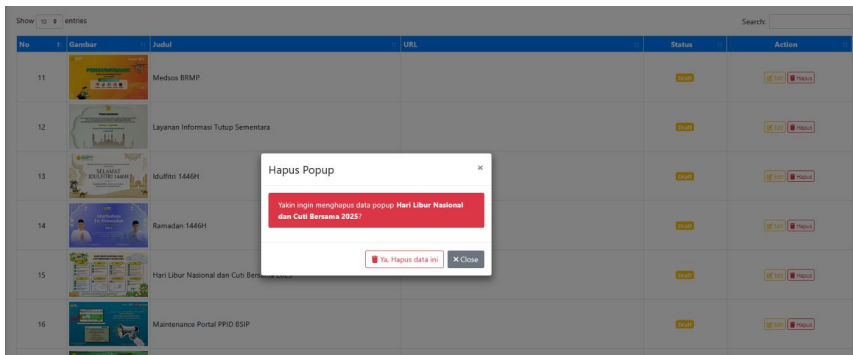 Show 10 entries
Search:
No Gambar Judul URL Status Action
11 Medsos BRMP Draft Edit Hapus
12 Layanan Informasi Tutup Sementara Draft Edit Hapus
13 SELAMAT IDULFITRI 1446H Idulfitri 1446H Draft Edit Hapus
14 Ramadan 1446H Draft Edit Hapus
15 Hari Libur Nasional dan Cuti Bersama 2025 Draft Edit Hapus
16 Maintenance Portal PPID BSIP Draft Edit Hapus
Hapus Popup ×
Yakin ingin menghapus data popup Hari Libur Nasional
dan Cuti Bersama 2025?
Ya, Hapus data ini × Close